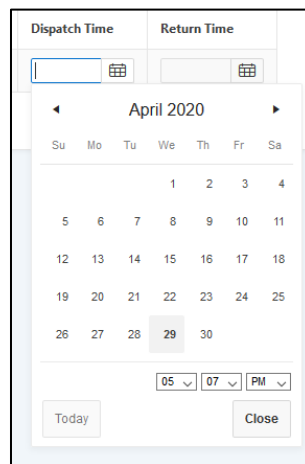 Dispatch Time Return Time
April 2020
Su Mo Tu We Th Fr Sa
1 2 3 4
5 6 7 8 9 10 11
12 13 14 15 16 17 18
19 20 21 22 23 24 25
26 27 28 29 30
05 07 PM
Today Close